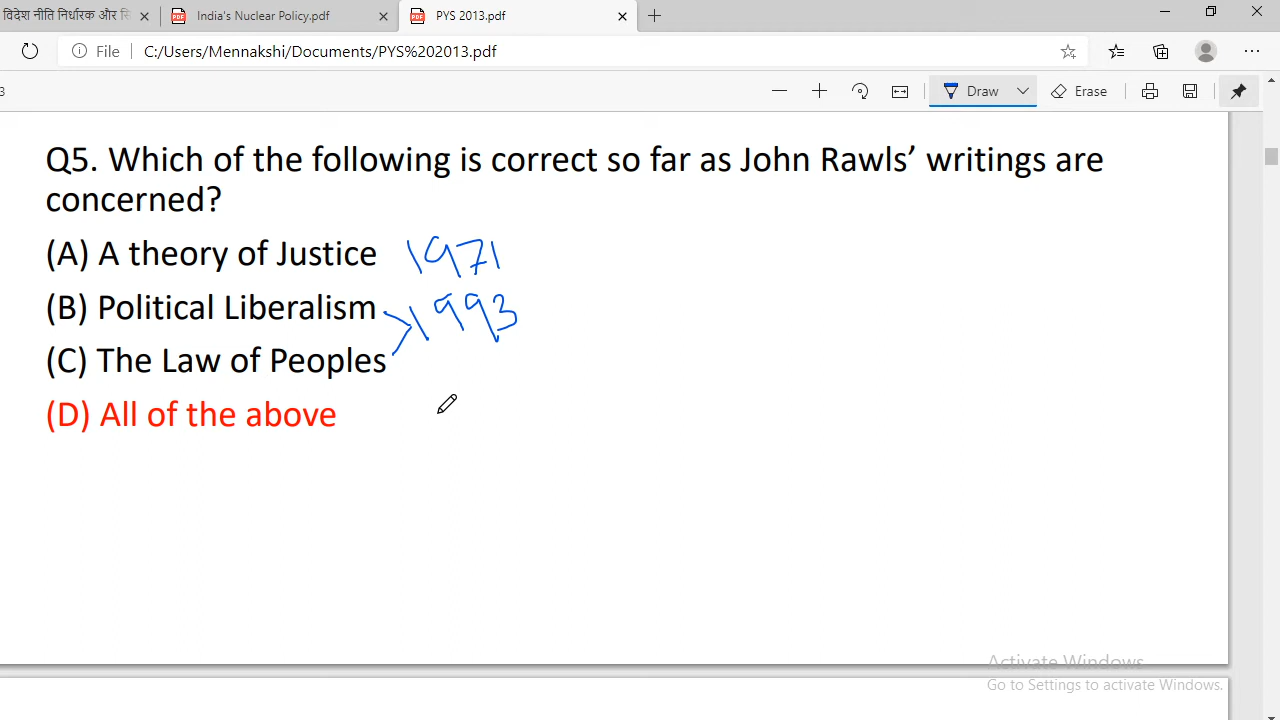 विदेश नीति निर्धारक और
India's Nuclear Policy.pdf
PYS 2013.pdf
File
C:/Users/Mennakshi/Documents/PYS%202013.pdf
3
Draw
Erase
Q5. Which of the following is correct so far as John Rawls’ writings are
concerned?
(A) A theory of Justice 1971
(B) Political Liberalism 1993
(C) The Law of Peoples
(D) All of the above
Activate Windows
Go to Settings to activate Windows.